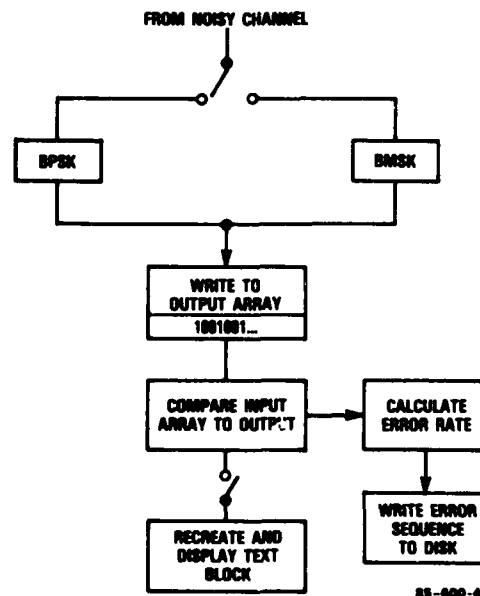 FROM NOISY CHANNEL
BPSK
BMSK
WRITE TO
OUTPUT ARRAY
1001001...
COMPARE INPUT
ARRAY TO OUTPUT
CALCULATE
ERROR RATE
RECREATE AND
DISPLAY TEXT
BLOCK
WRITE ERROR
SEQUENCE
TO DISK